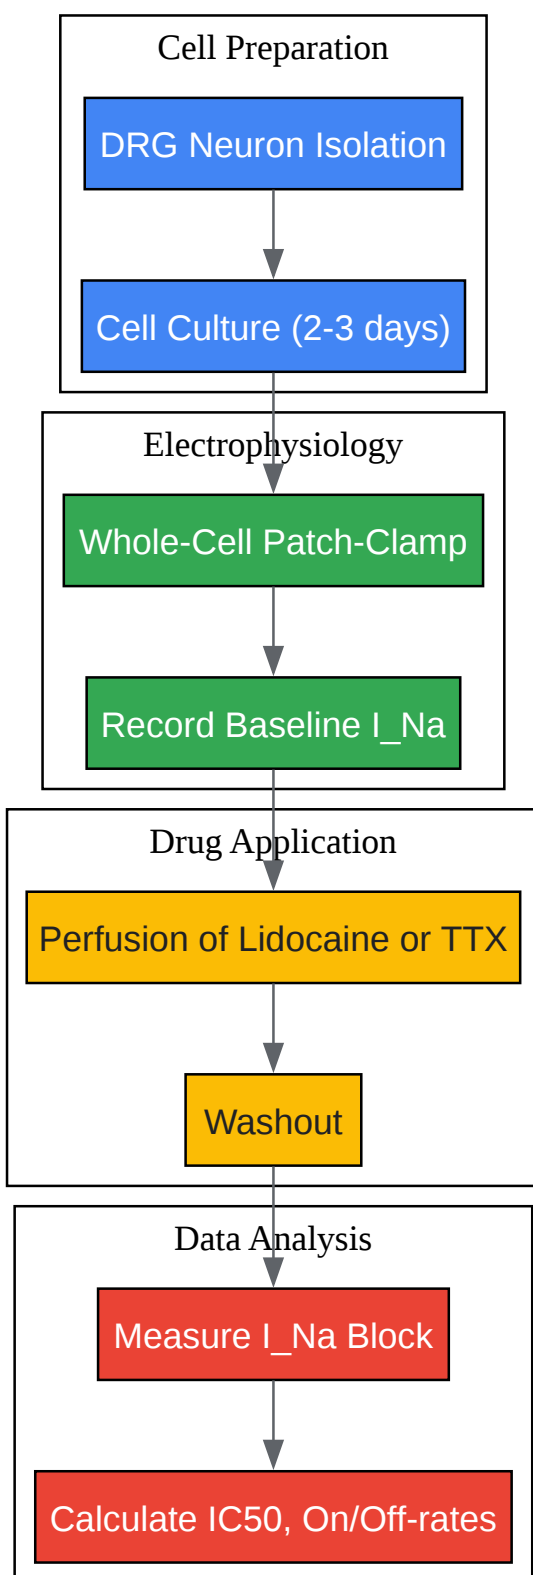 Cell Preparation
DRG Neuron Isolation
Cell Culture (2-3 days)
Electrophysiology
Whole-Cell Patch-Clamp
Record Baseline I_Na
Drug Application
Perfusion of Lidocaine or TTX
Washout
Data Analysis
Measure I_Na Block
Calculate IC50, On/Off-rates